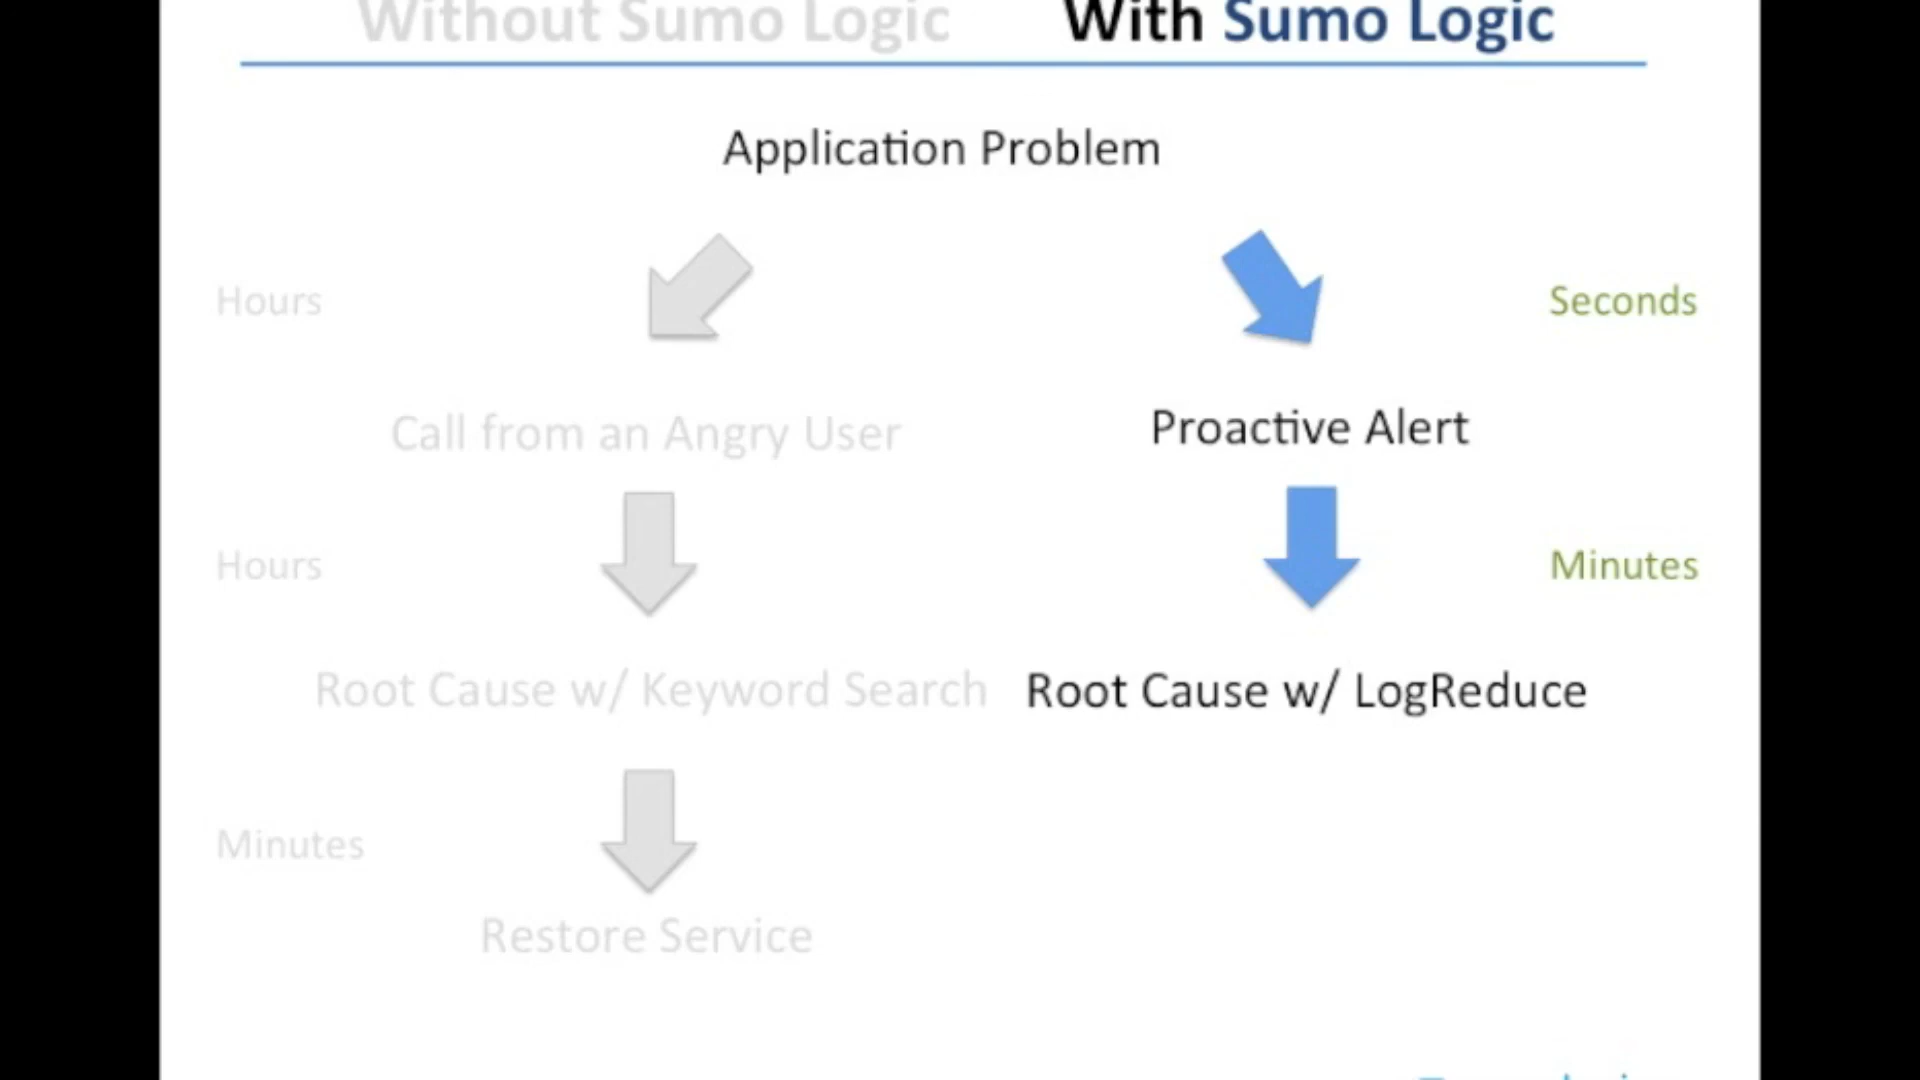 Without Sumo Logic With Sumo Logic
Application Problem
Hours Seconds
Call from an Angry User Proactive Alert
Hours Minutes
Root Cause w/ Keyword Search Root Cause w/ LogReduce
Minutes
Restore Service